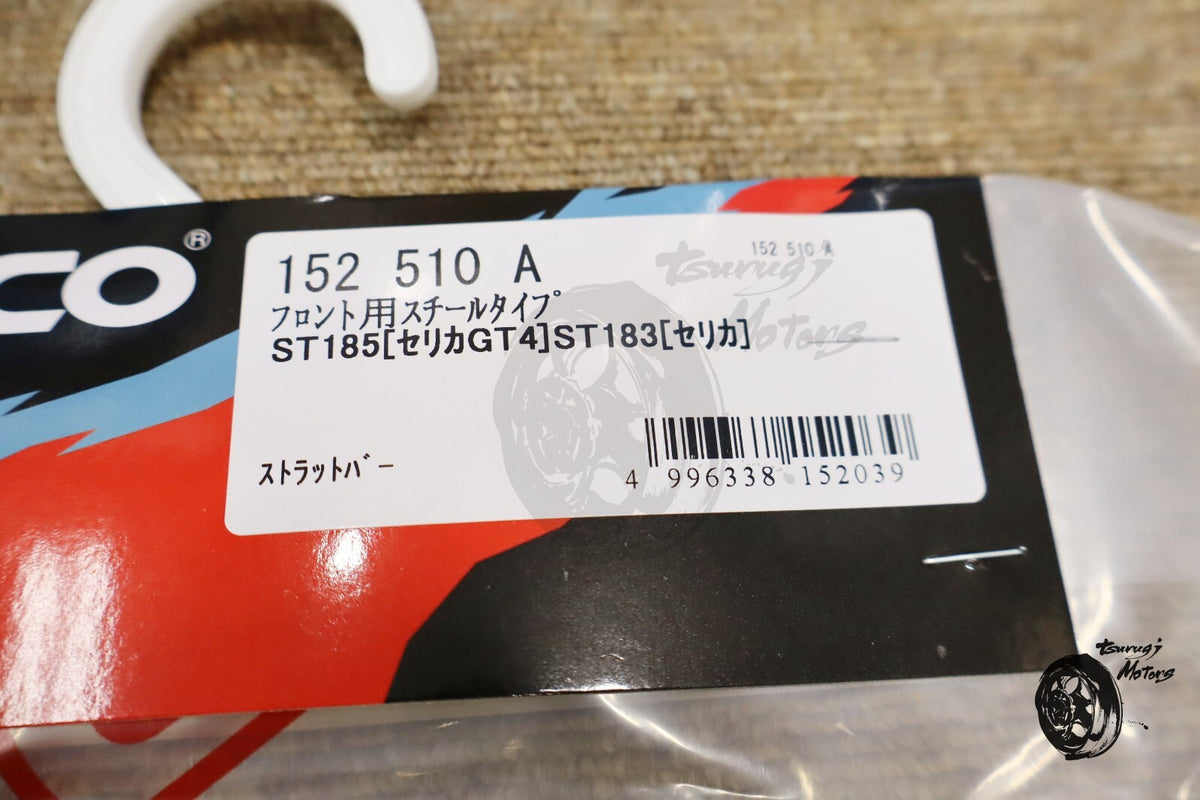 CO®
152 510 A
152 510 A
フロント用スチールタイプ
ST185[セリカGT4]ST183[セリカ]
ストラットバー
4 996338 152039
tsurugi
Motors
tsurugi
Motors